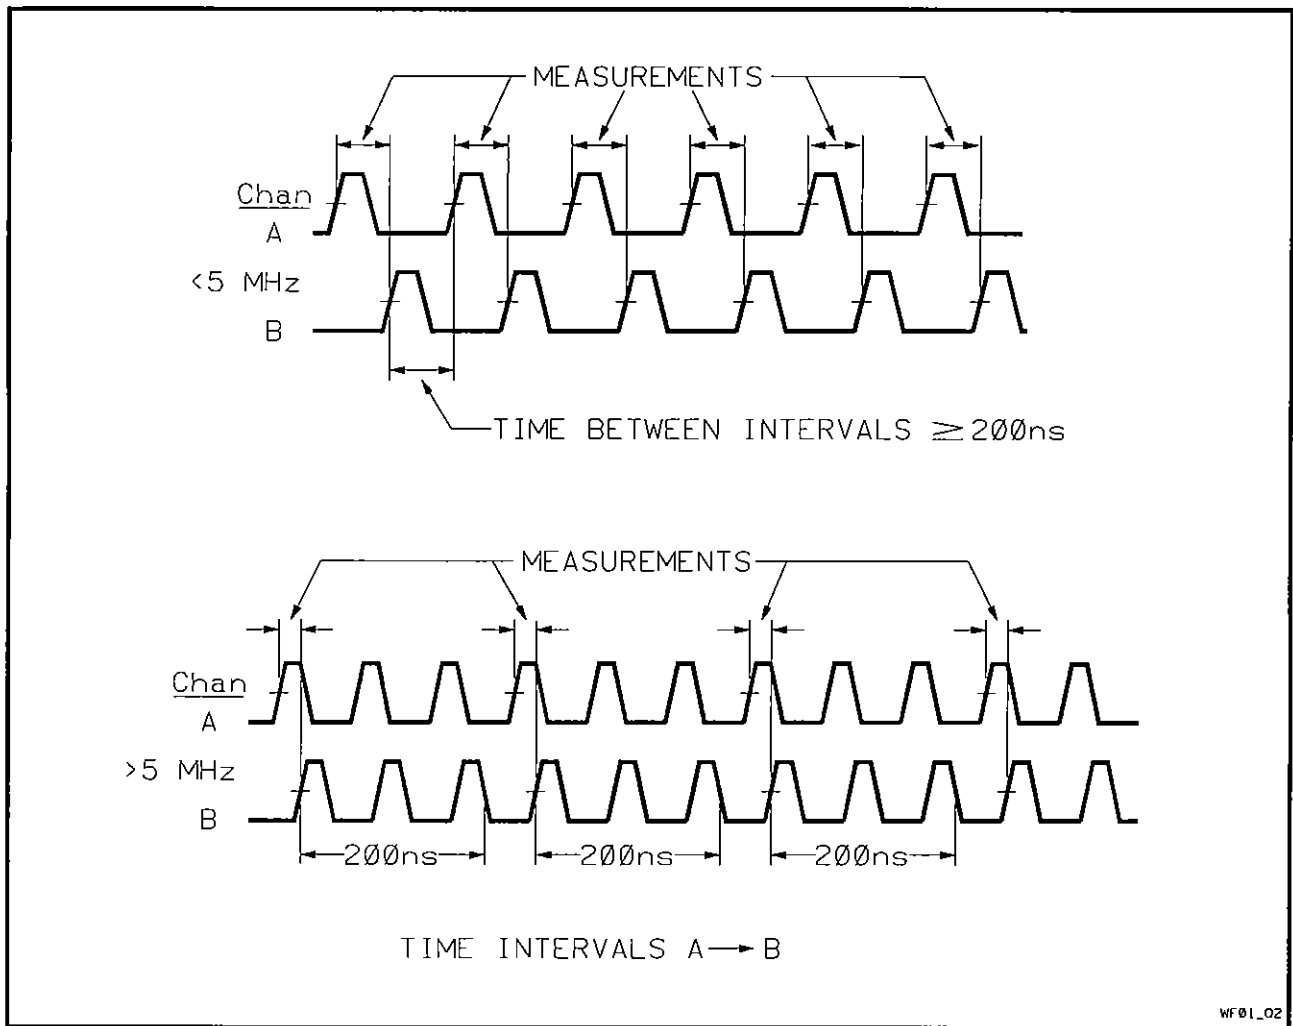 MEASUREMENTS
Chan
A
<5 MHz
B
TIME BETWEEN INTERVALS ≥200ns
MEASUREMENTS
Chan
A
>5 MHz
B
200ns 200ns 200ns
TIME INTERVALS A→B
WF01_02